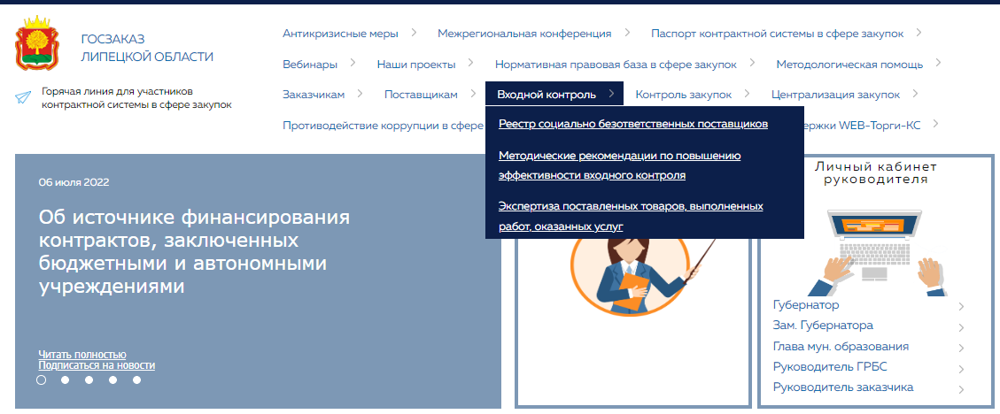 ГОСЗАКАЗ
ЛИПЕЦКОЙ ОБЛАСТИ
Горячая линия для участников
контрактной системы в сфере закупок
Антикризисные меры
Межрегиональная конференция
Паспорт контрактной системы в сфере закупок
Вебинары
Наши проекты
Нормативная правовая база в сфере закупок
Методологическая помощь
Заказчикам
Поставщикам
Входной контроль
Контроль закупок
Централизация закупок
Противодействие коррупции в сфере
WEB-Торги-КС
Реестр социально безответственных поставщиков
Методические рекомендации по повышению
эффективности входного контроля
Экспертиза поставленных товаров, выполненных
работ, оказанных услуг
06 июля 2022
Об источнике финансирования
контрактов, заключенных
бюджетными и автономными
учреждениями
Читать полностью
Подписаться на новости
Личный кабинет
руководителя
Губернатор
Зам. Губернатора
Глава мун. образования
Руководитель ГРБС
Руководитель заказчика